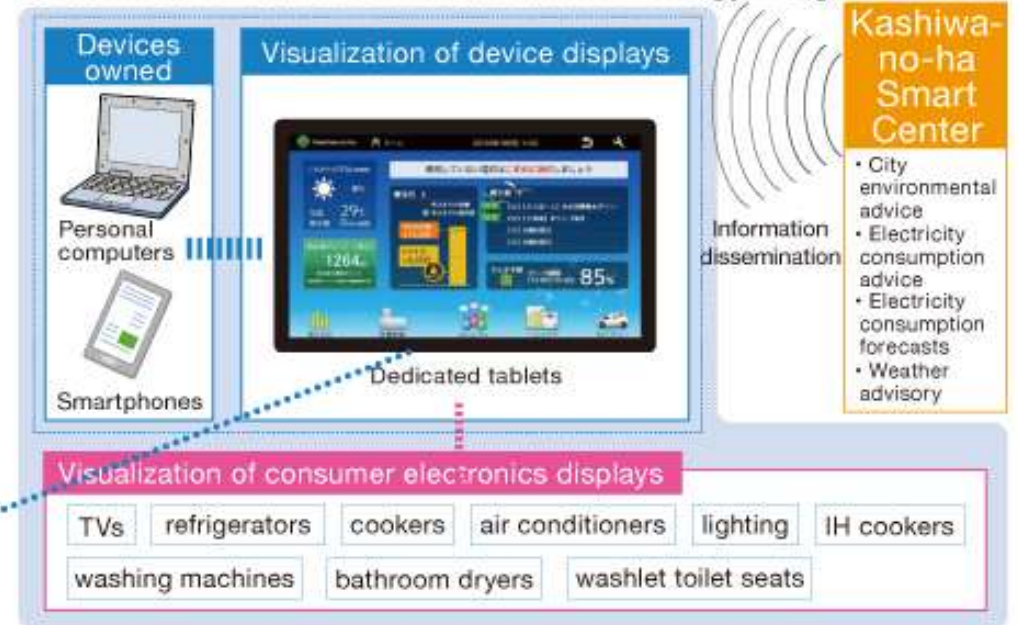 Devices
owned
Personal
computers
Smartphones
Visualization of device displays
29
1264
85%
Dedicated tablets
Information
dissemination
Kashiwa-
no-ha
Smart
Center
・City
environmental
advice
・Electricity
consumption
advice
・Electricity
consumption
forecasts
・Weather
advisory
Visualization of consumer electronics displays
TVs
refrigerators
cookers
air conditioners
lighting
IH cookers
washing machines
bathroom dryers
washlet toilet seats